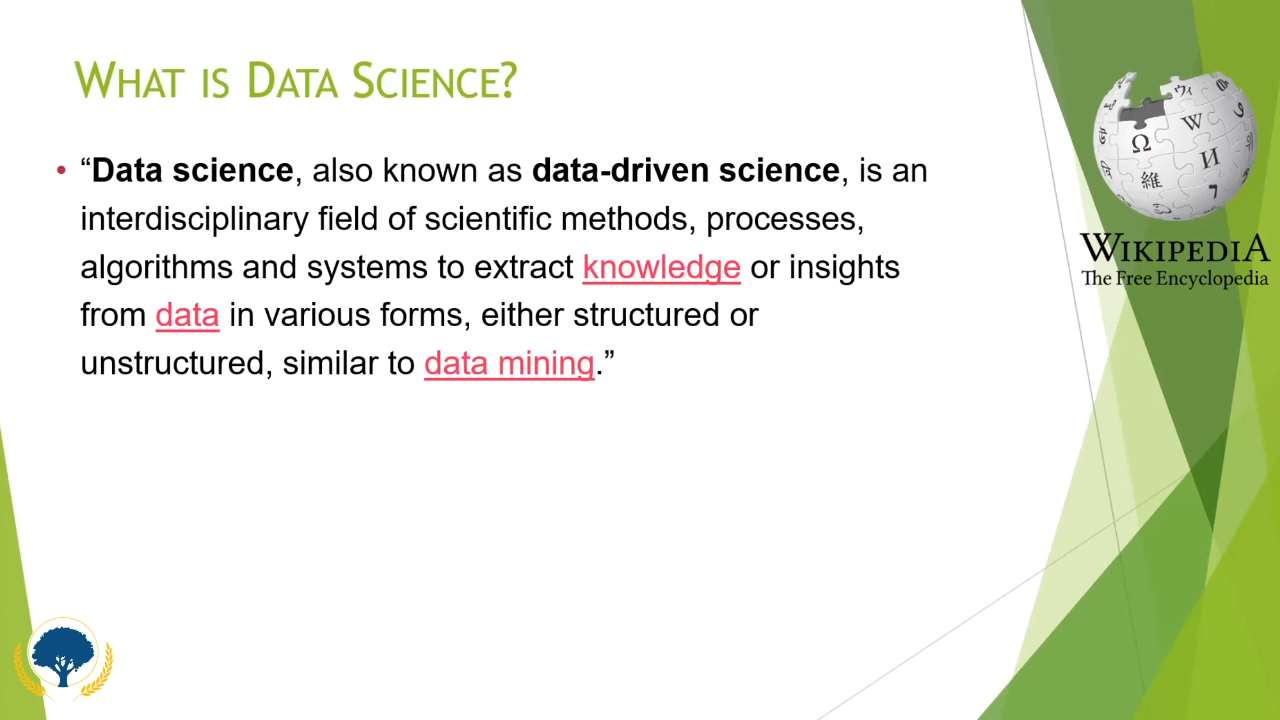 WHAT IS DATA SCIENCE?
• “Data science, also known as data-driven science, is an
interdisciplinary field of scientific methods, processes,
algorithms and systems to extract knowledge or insights
from data in various forms, either structured or
unstructured, similar to data mining.”
Ω
W
И
維
WIKIPEDIA
The Free Encyclopedia